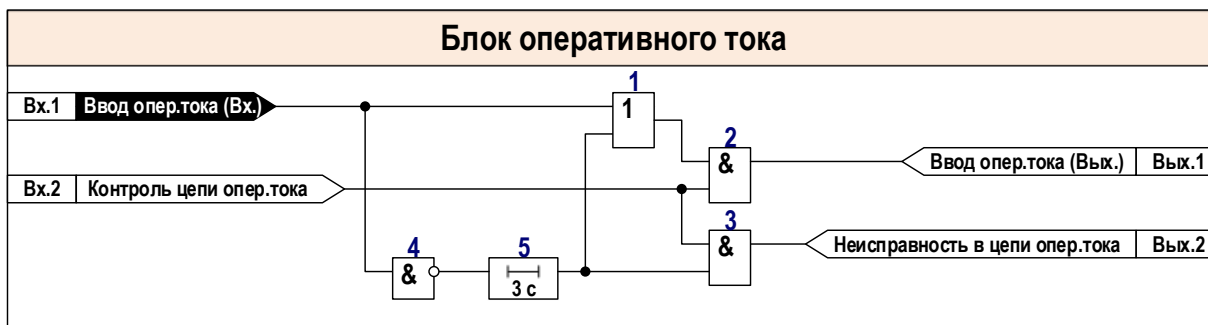 Блок оперативного тока
1
Вх.1 Ввод опер.тока (Вх.)
1
2
&
Ввод опер.тока (Вых.) Вых.1
Вх.2 Контроль цепи опер.тока
3
&
Неисправность в цепи опер.тока Вых.2
4
&
5
3 с